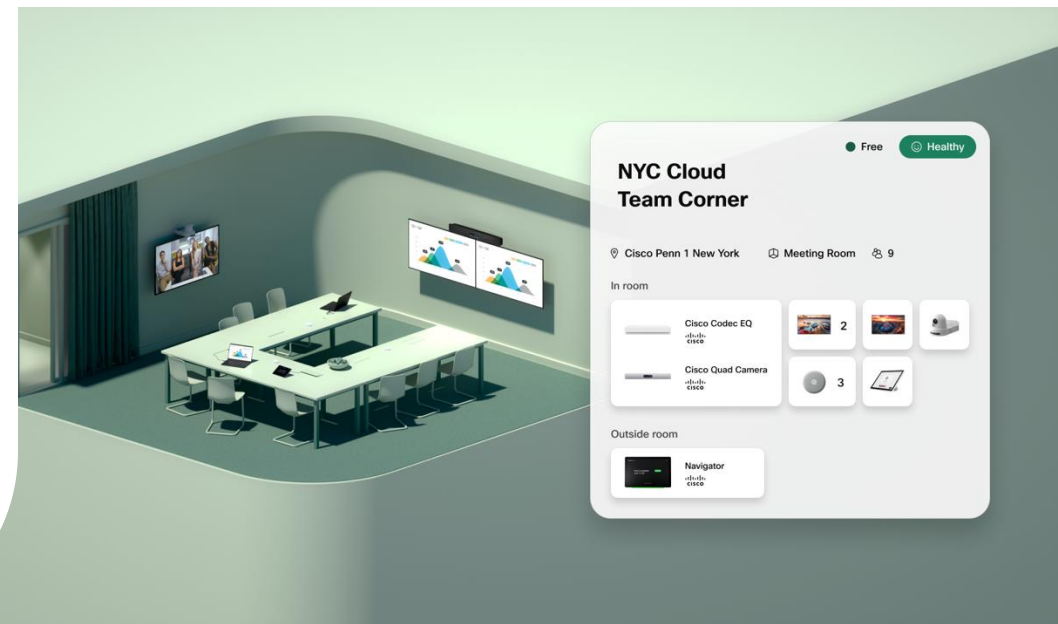 Free
Healthy
NYC Cloud
Team Corner
Cisco Penn 1 New York
Meeting Room
9
In room
Cisco Codec EQ
CISCO
2
Cisco Quad Camera
CISCO
3
Outside room
Navigator
CISCO